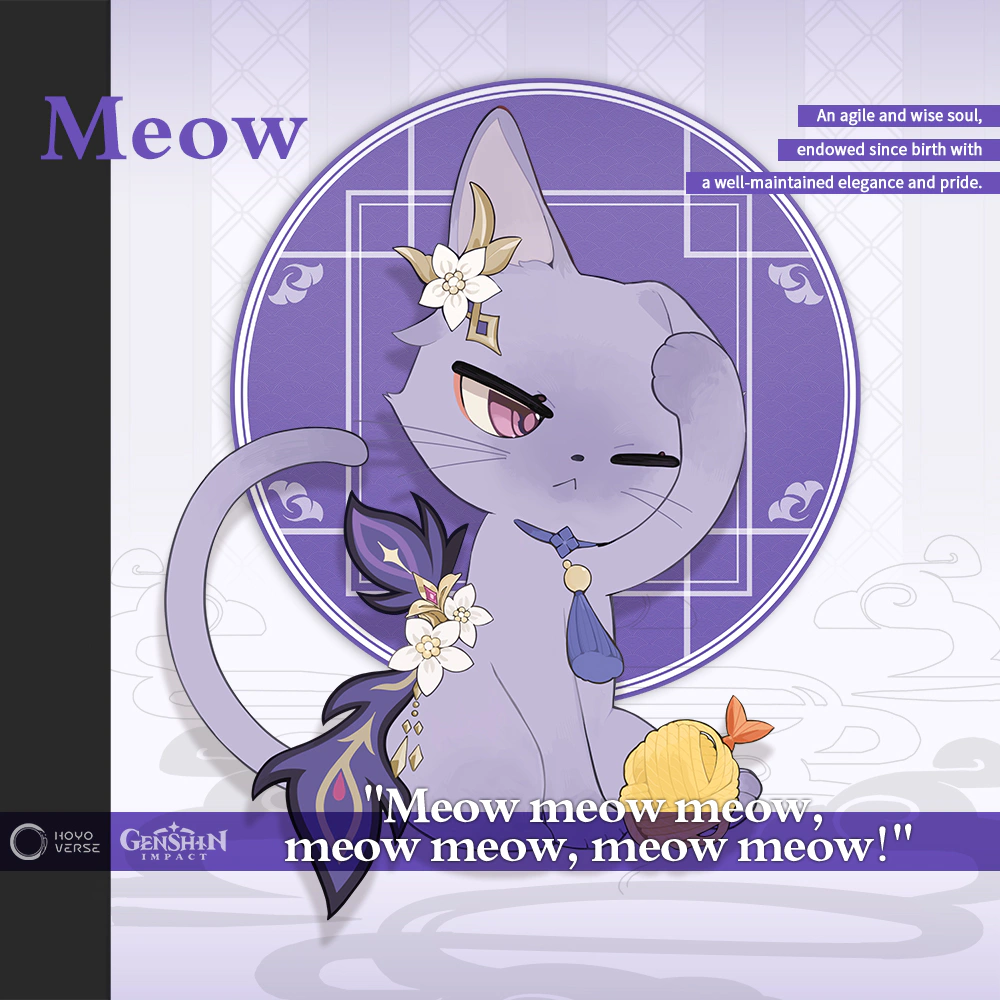 Meow
An agile and wise soul,
endowed since birth with
a well-maintained elegance and pride.
"Meow meow meow,
meow meow, meow meow!"
HOYO
VERSE
GENSHIN
IMPACT